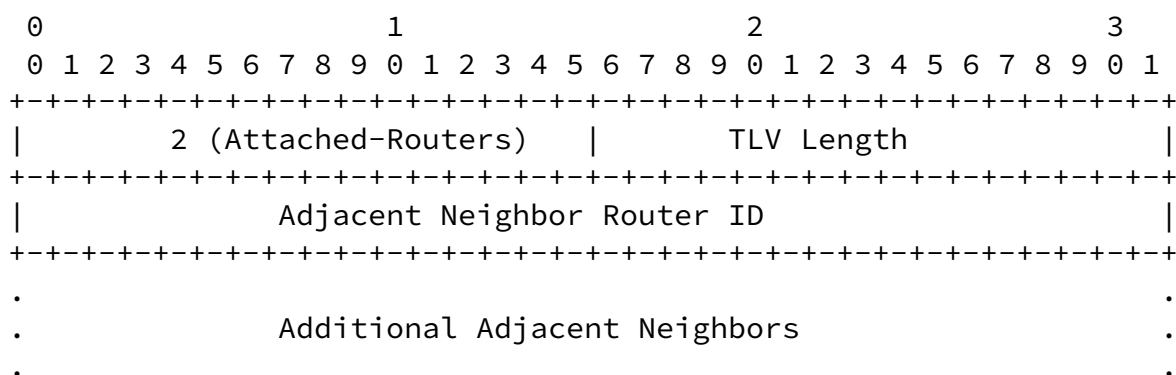 0                   1                   2                   3
 0 1 2 3 4 5 6 7 8 9 0 1 2 3 4 5 6 7 8 9 0 1 2 3 4 5 6 7 8 9 0 1
+-+-+-+-+-+-+-+-+-+-+-+-+-+-+-+-+-+-+-+-+-+-+-+-+-+-+-+-+-+-+-+-+
|        2 (Attached-Routers)   |       TLV Length              |
+-+-+-+-+-+-+-+-+-+-+-+-+-+-+-+-+-+-+-+-+-+-+-+-+-+-+-+-+-+-+-+-+
|              Adjacent Neighbor Router ID                      |
+-+-+-+-+-+-+-+-+-+-+-+-+-+-+-+-+-+-+-+-+-+-+-+-+-+-+-+-+-+-+-+-+
.                                                               .
.              Additional Adjacent Neighbors                    .
.                                                               .